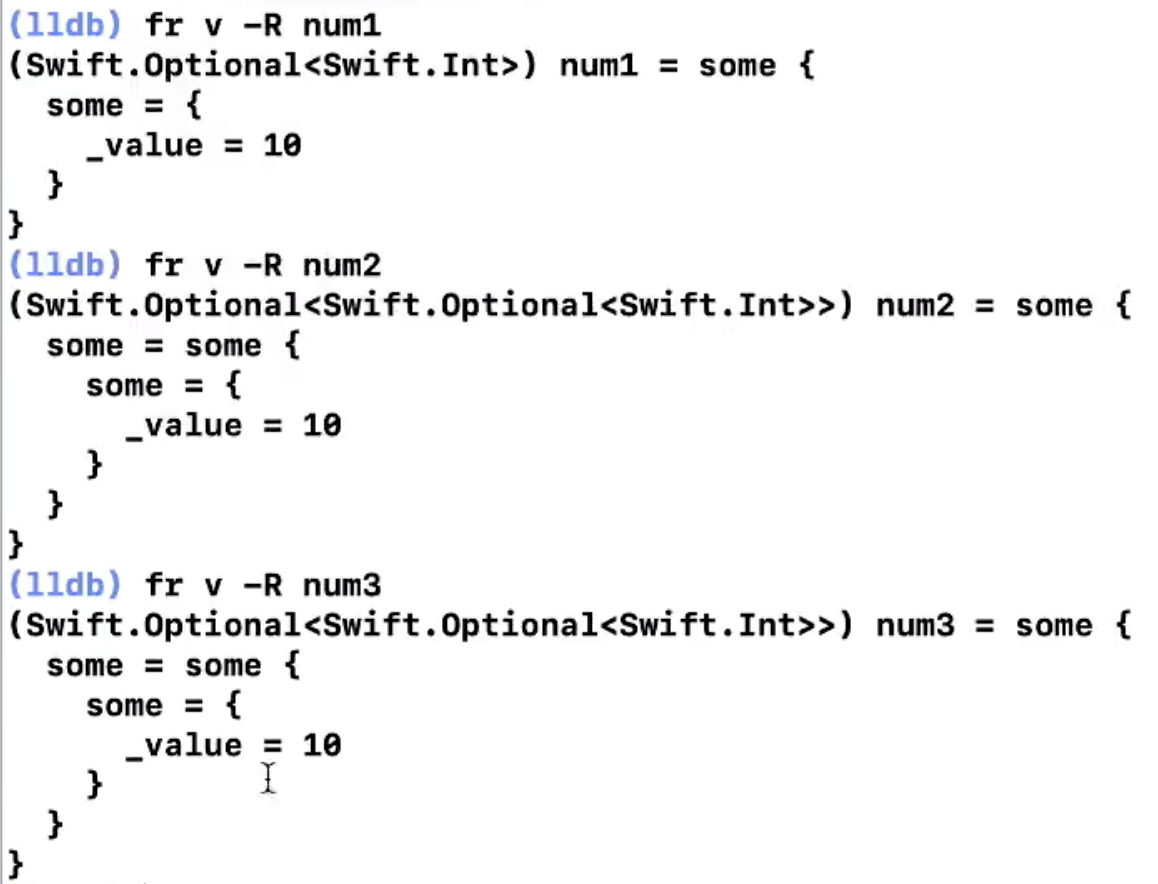 (lldb) fr v -R num1
(Swift.Optional<Swift.Int>) num1 = some {
  some = {
    _value = 10
  }
}
(lldb) fr v -R num2
(Swift.Optional<Swift.Optional<Swift.Int>>) num2 = some {
  some = some {
    some = {
      _value = 10
    }
  }
}
(lldb) fr v -R num3
(Swift.Optional<Swift.Optional<Swift.Int>>) num3 = some {
  some = some {
    some = {
      _value = 10
    }
  }
}